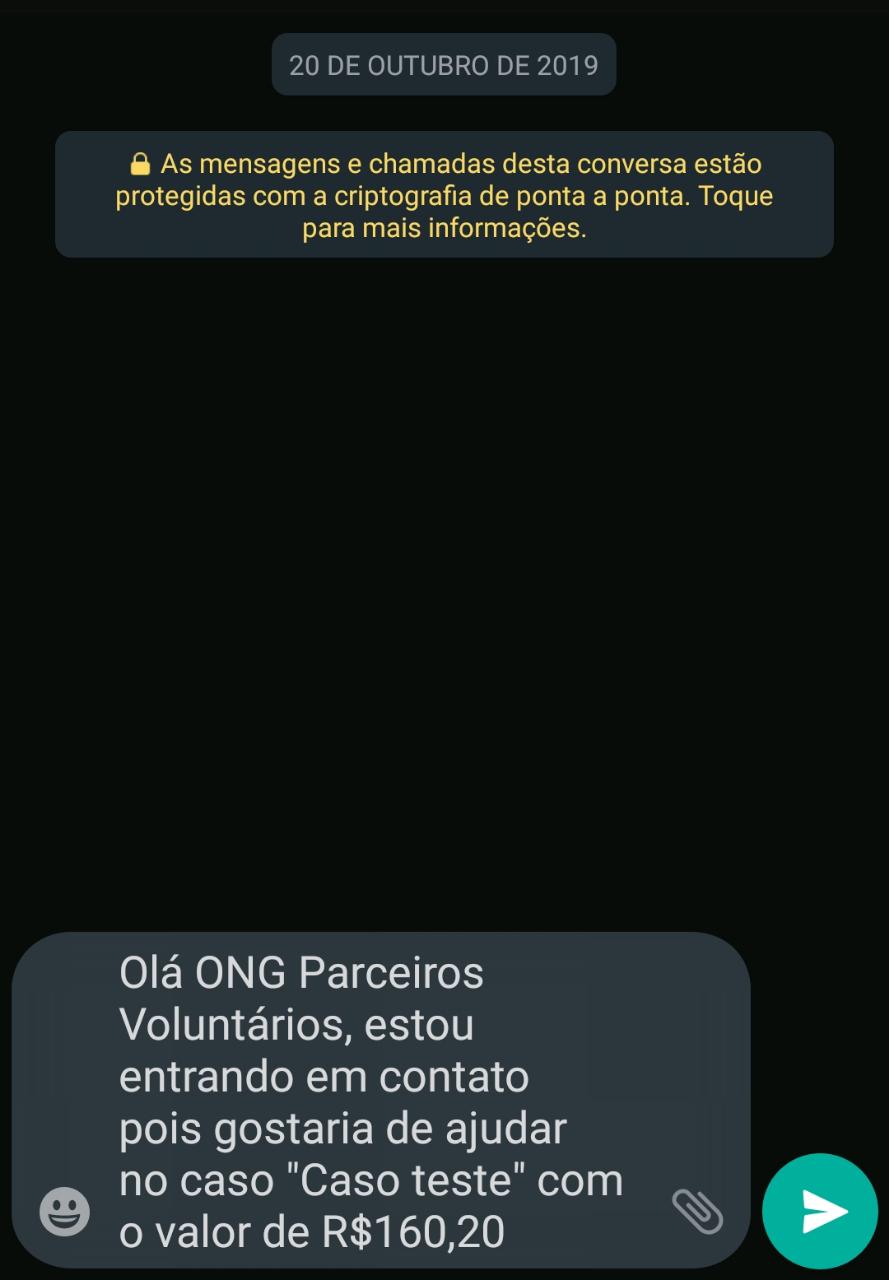 20 DE OUTUBRO DE 2019
As mensagens e chamadas desta conversa estão
protegidas com a criptografia de ponta a ponta. Toque
para mais informações.
Olá ONG Parceiros
Voluntários, estou
entrando em contato
pois gostaria de ajudar
no caso "Caso teste" com
o valor de R$160,20